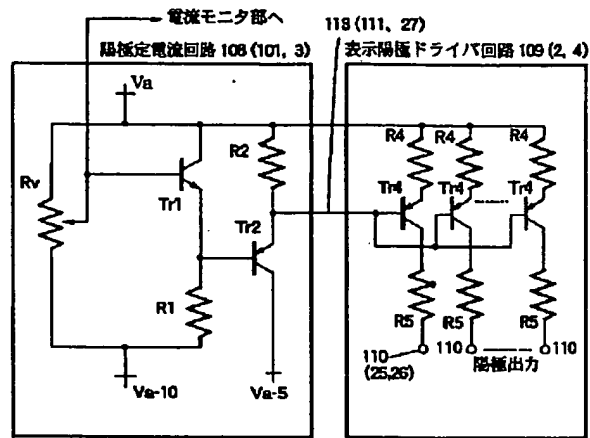 電流モニタ部へ
113 (111、27)
陽極定電流回路 108 (101, 3)
表示陽極ドライバ回路 109 (2, 4)
Va
R4
R4
R4
R2
Rv
Tr1
Tr4
Tr4
Tr4
Tr2
R1
R5
R5
R5
110
(25,26)
110
110
陽極出力
Va-10
Va-5